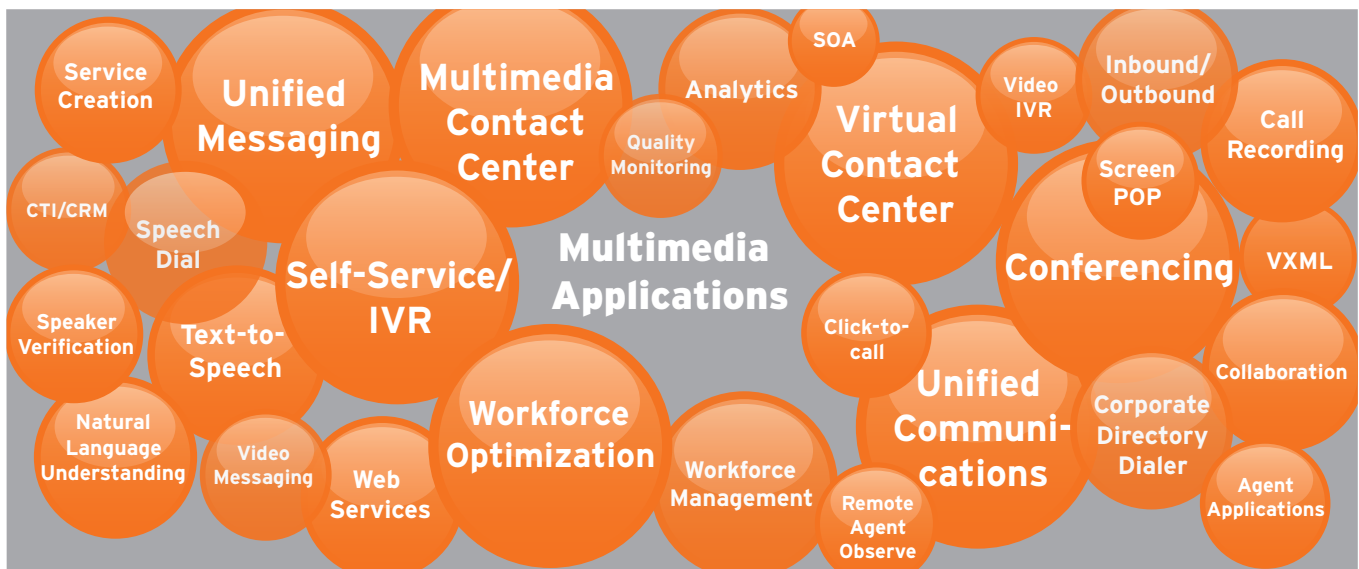 Service
Creation
Unified
Messaging
Multimedia
Contact
Center
Analytics
SOA
Quality
Monitoring
Virtual
Contact
Center
Video
IVR
Inbound/
Outbound
Call
Recording
Screen
POP
CTI/CRM
Speech
Dial
Self-Service/
IVR
Multimedia
Applications
Conferencing
VXML
Speaker
Verification
Text-to-
Speech
Click-to-
call
Unified
Communi-
cations
Collaboration
Corporate
Directory
Dialer
Natural
Language
Understanding
Video
Messaging
Web
Services
Workforce
Optimization
Workforce
Management
Remote
Agent
Observe
Agent
Applications